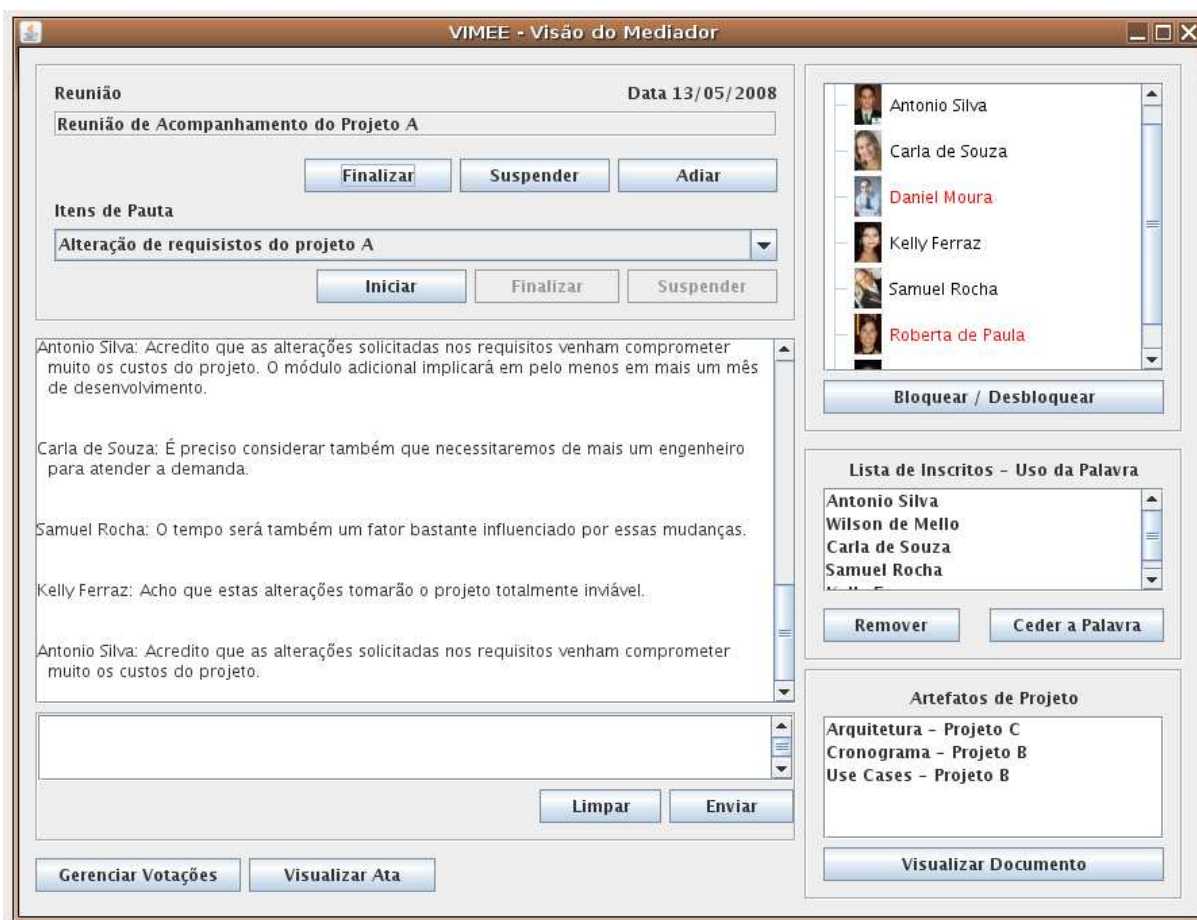 VIMEE - Visão do Mediador
Reunião
Data 13/05/2008
Reunião de Acompanhamento do Projeto A
Finalizar
Suspender
Adiar
Itens de Pauta
Alteração de requisistos do projeto A
Iniciar
Finalizar
Suspender
Antonio Silva: Acredito que as alterações solicitadas nos requisitos venham comprometer
muito os custos do projeto. O módulo adicional implicará em pelo menos em mais um mês
de desenvolvimento.
Carla de Souza: É preciso considerar também que necessitaremos de mais um engenheiro
para atender a demanda.
Samuel Rocha: O tempo será também um fator bastante influenciado por essas mudanças.
Kelly Ferraz: Acho que estas alterações tomarão o projeto totalmente inviável.
Antonio Silva: Acredito que as alterações solicitadas nos requisitos venham comprometer
muito os custos do projeto.
Limpar
Enviar
Gerenciar Votações
Visualizar Ata
Antonio Silva
Carla de Souza
Daniel Moura
Kelly Ferraz
Samuel Rocha
Roberta de Paula
Bloquear / Desbloquear
Lista de Inscritos - Uso da Palavra
Antonio Silva
Wilson de Mello
Carla de Souza
Samuel Rocha
Remover
Ceder a Palavra
Artefatos de Projeto
Arquitetura - Projeto C
Cronograma - Projeto B
Use Cases - Projeto B
Visualizar Documento